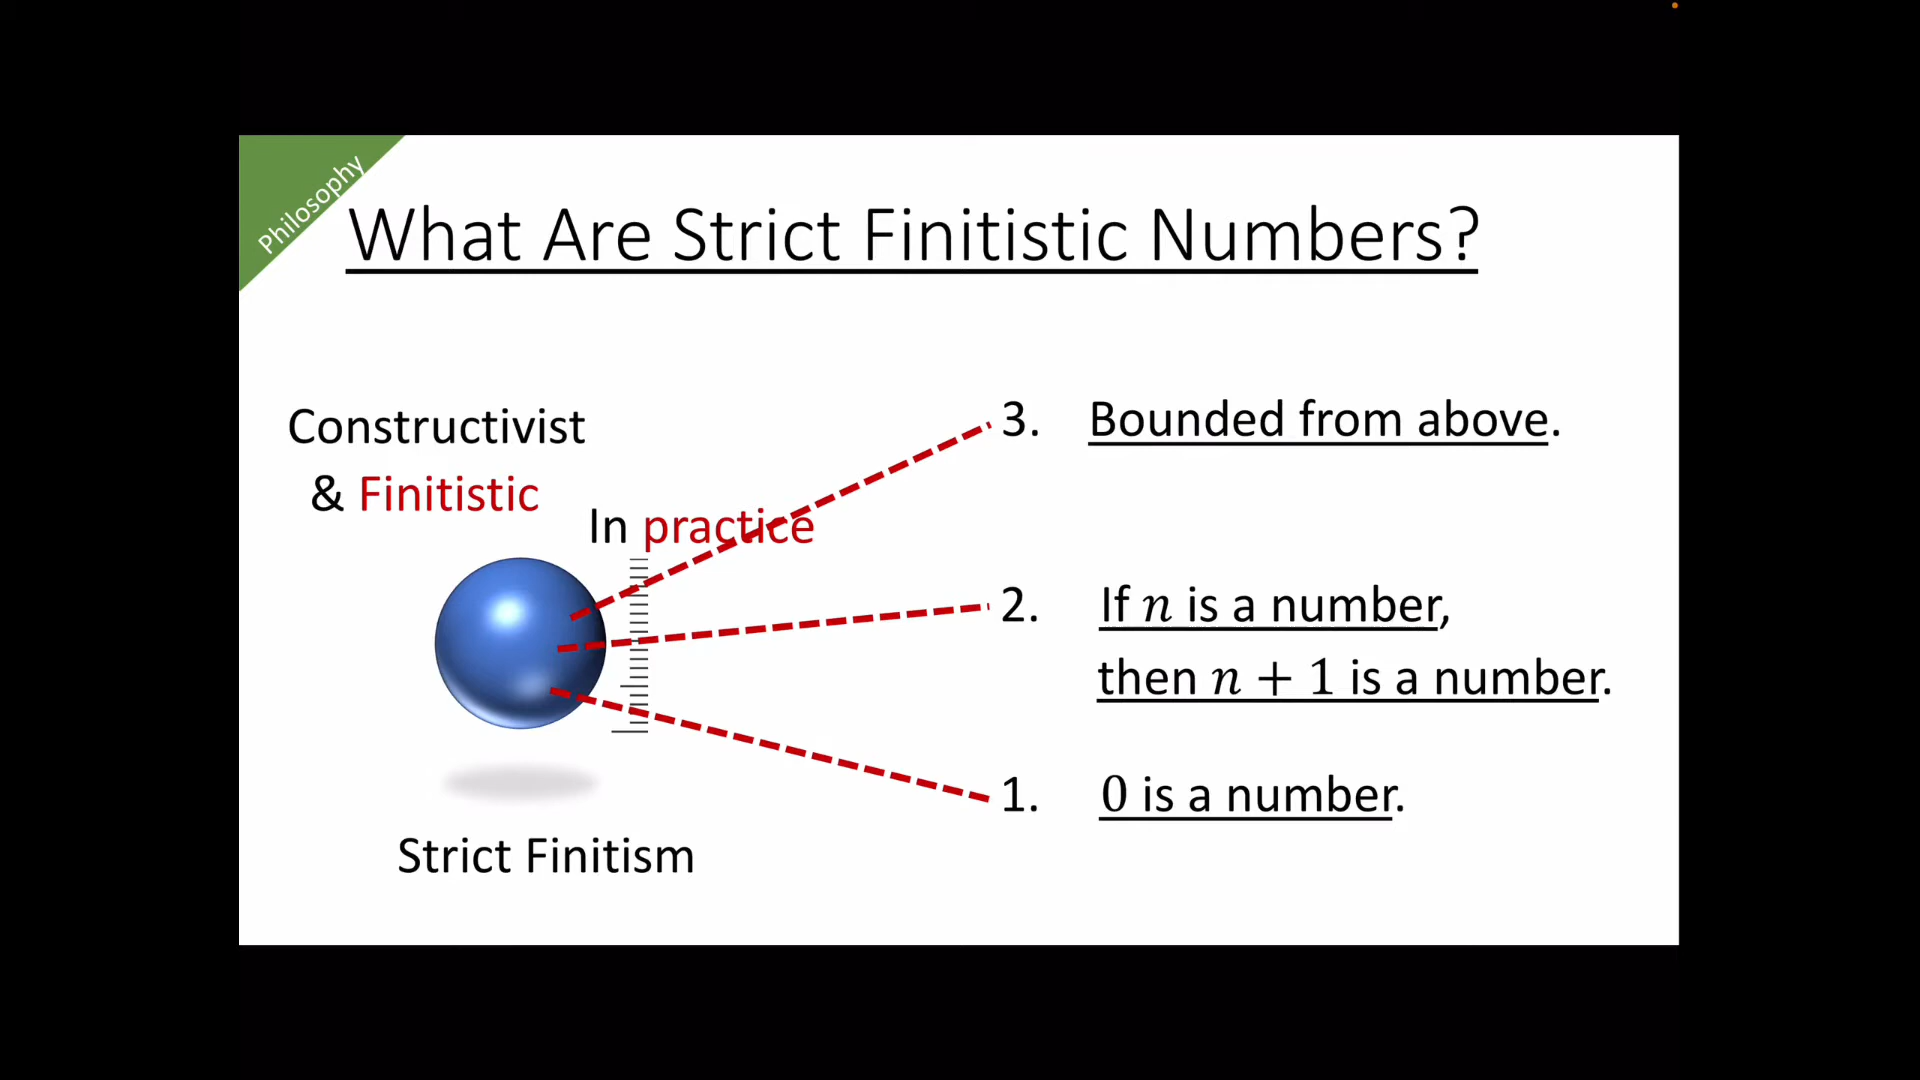 Philosophy
What Are Strict Finitistic Numbers?
Constructivist
& Finitistic
In practice
Strict Finitism
3. Bounded from above.
2. If n is a number,
then n + 1 is a number.
1. 0 is a number.